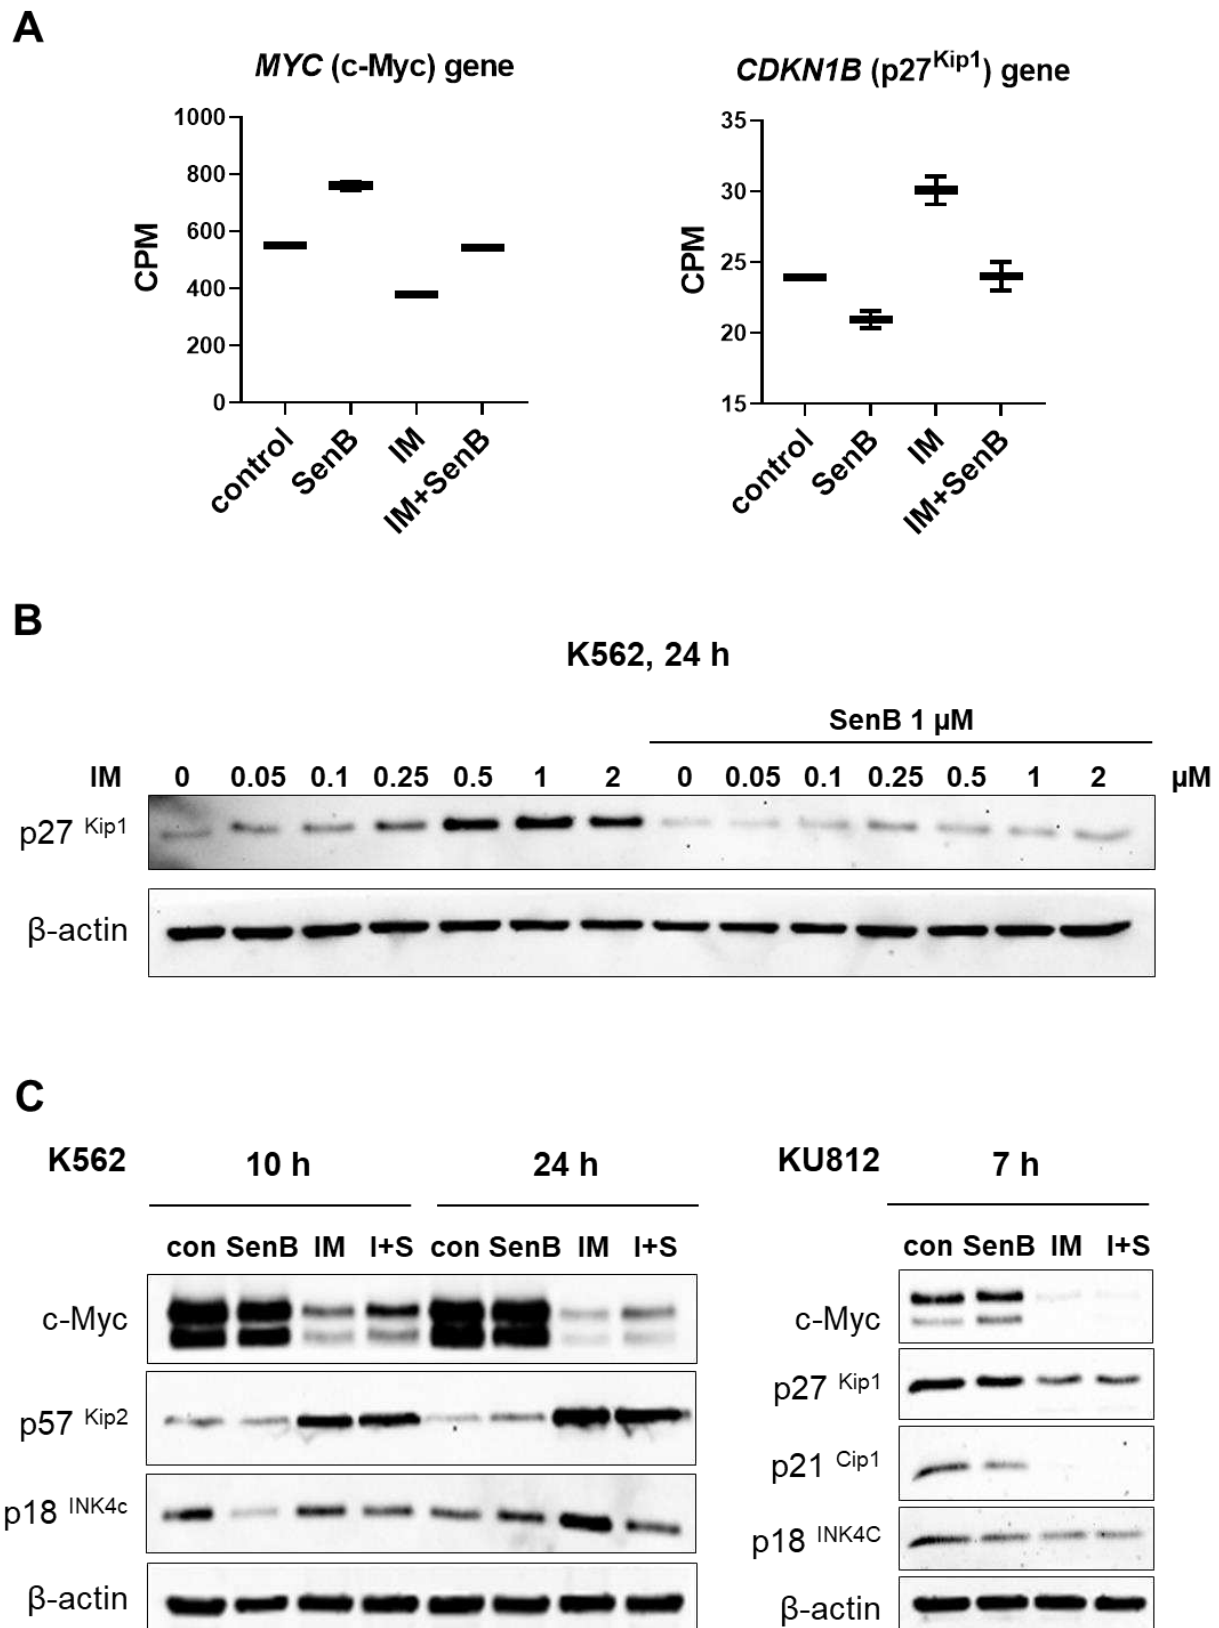 A
MYC (c-Myc) gene
CPM
1000
800
600
400
200
0
control
SenB
IM
IM+SenB
CDKN1B (p27Kip1) gene
CPM
35
30
25
20
15
control
SenB
IM
IM+SenB
B
K562, 24 h
SenB 1 µM
IM 0 0.05 0.1 0.25 0.5 1 2 0 0.05 0.1 0.25 0.5 1 2 µM
p27 Kip1
β-actin
C
K562 10 h 24 h
con SenB IM I+S con SenB IM I+S
c-Myc
p57 Kip2
p18 INK4c
β-actin
KU812 7 h
con SenB IM I+S
c-Myc
p27 Kip1
p21 Cip1
p18 INK4C
β-actin